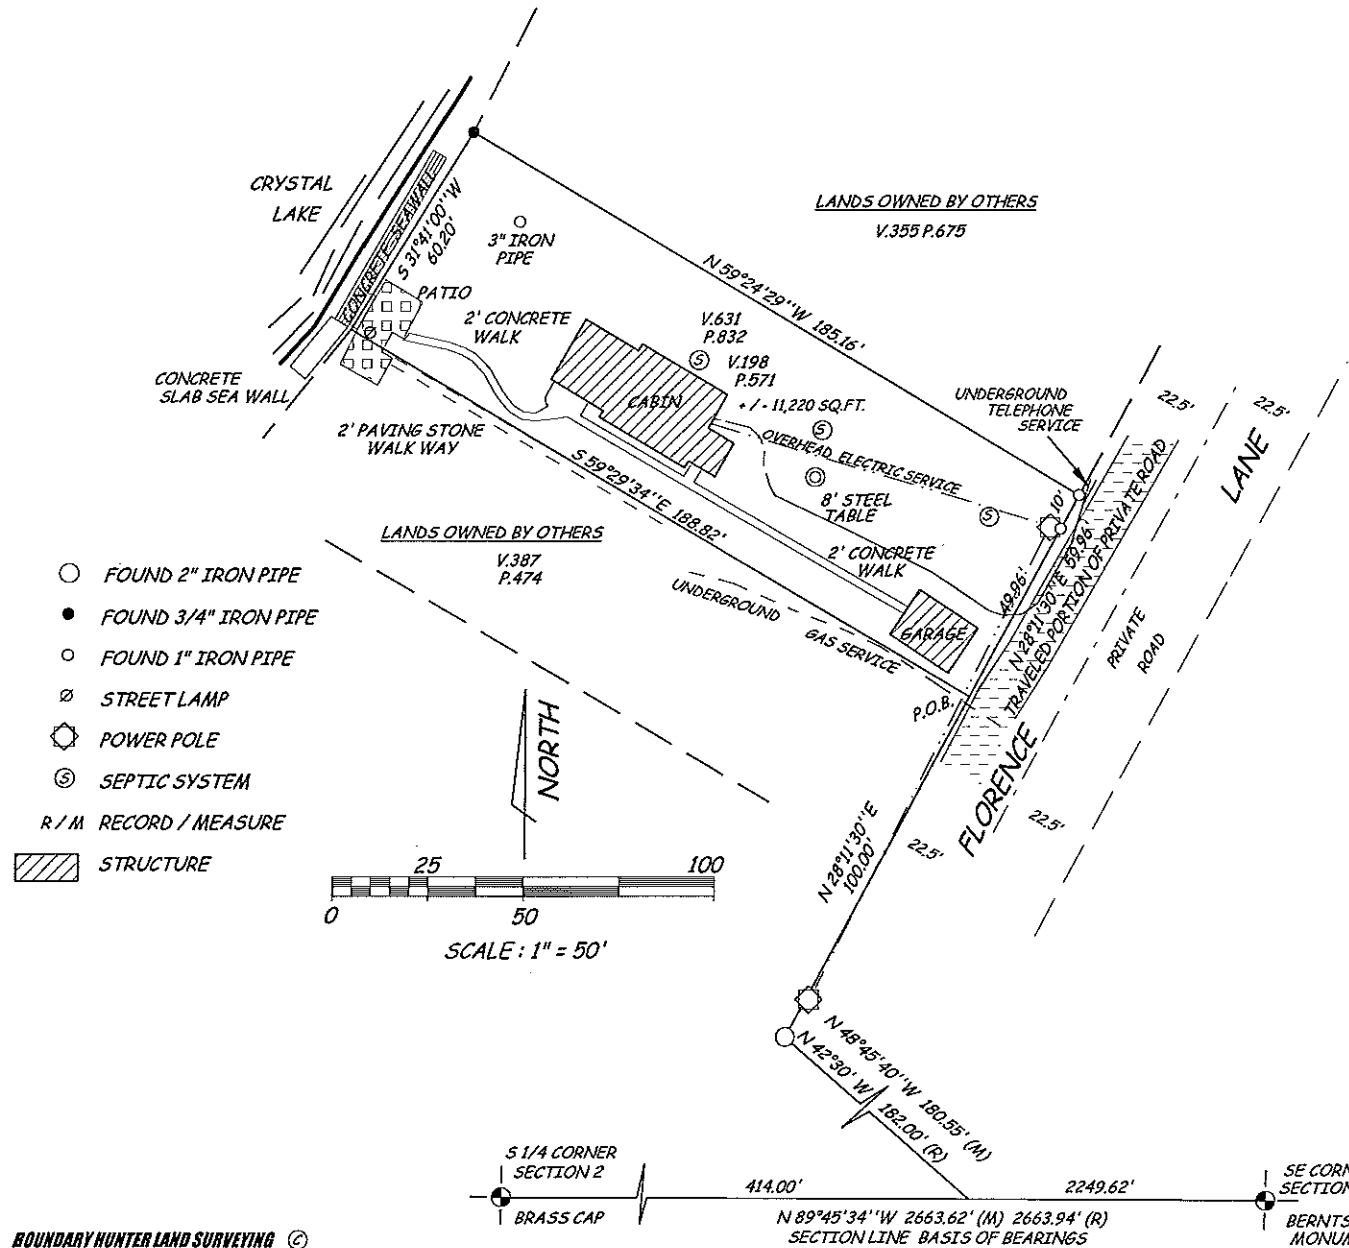 CRYSTAL
LAKE
CONCRETE SEAWALL
S 31°41'00''W
60.20'
3" IRON
PIPE
LANDS OWNED BY OTHERS
V.355 P.675
N 59°24'29''W 185.16'
PATIO
2' CONCRETE
WALK
V.631
P.832
S
V.198
P.571
CONCRETE
SLAB SEA WALL
CABIN
+ / - 11,220 SQ.FT.
S
UNDERGROUND
TELEPHONE
SERVICE
22.5'
22.5'
2' PAVING STONE
WALK WAY
OVERHEAD ELECTRIC SERVICE
8' STEEL
TABLE
S
10'
LANE
S 59°29'34''E 188.82'
LANDS OWNED BY OTHERS
V.387
P.474
2' CONCRETE
WALK
49.96'
N 28°11'30''E 59.96'
TRAVELED PORTION OF PRIVATE ROAD
PRIVATE
ROAD
UNDERGROUND
GAS SERVICE
GARAGE
P.O.B.
FLORENCE
22.5'
22.5'
FOUND 2" IRON PIPE
FOUND 3/4" IRON PIPE
FOUND 1" IRON PIPE
STREET LAMP
POWER POLE
S SEPTIC SYSTEM
R / M RECORD / MEASURE
STRUCTURE
NORTH
25 100
0 50
SCALE : 1" = 50'
N 28°11'30''E
100.00'
N 48°45'40''W 180.55' (M)
N 42°30' W 182.00' (R)
S 1/4 CORNER
SECTION 2
BRASS CAP
414.00'
2249.62'
N 89°45'34''W 2663.62' (M) 2663.94' (R)
SECTION LINE BASIS OF BEARINGS
SE CORN
SECTION
BERNTS
MONUM
BOUNDARY HUNTER LAND SURVEYING ©